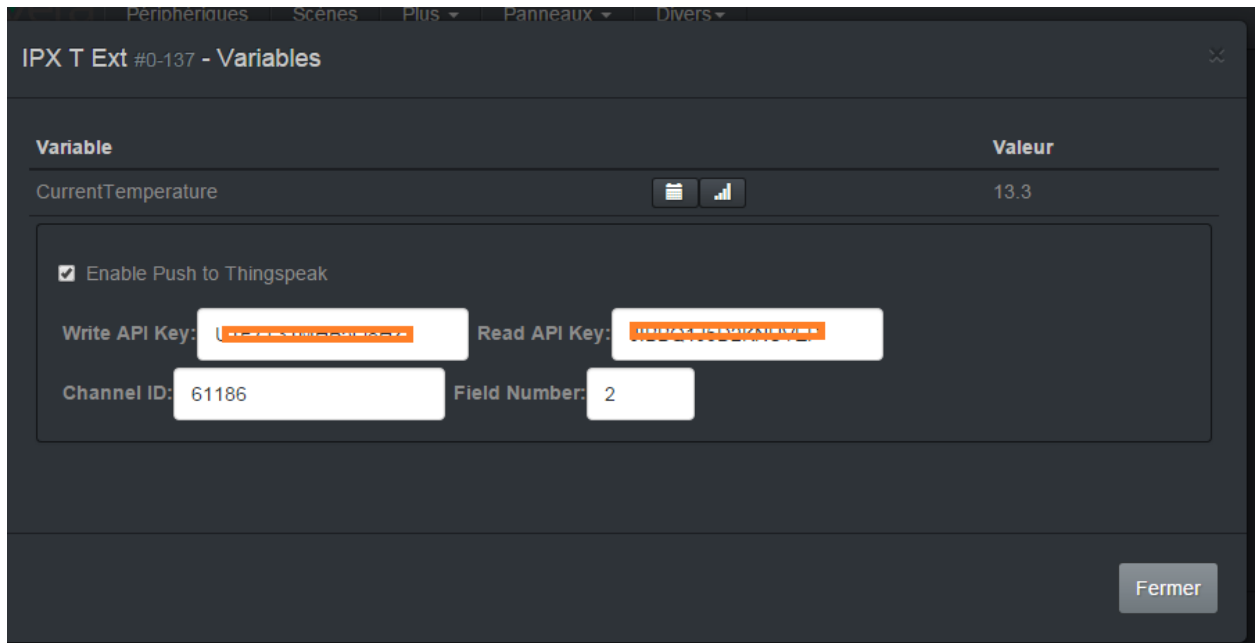 Périphériques Scènes Plus Panneaux Divers
IPX T Ext #0-137 - Variables
Variable Valeur
CurrentTemperature 13.3
Enable Push to Thingspeak
Write API Key: Read API Key:
Channel ID: 61186 Field Number: 2
Fermer